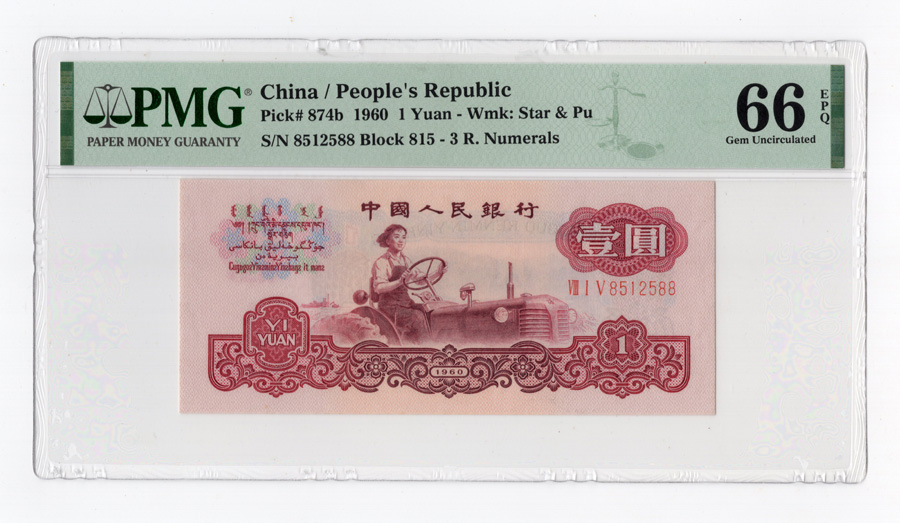 PMG®
PAPER MONEY GUARANTY
China / People's Republic
Pick# 874b 1960 1 Yuan - Wmk: Star & Pu
S/N 8512588 Block 815 - 3 R. Numerals
66
EPQ
Gem Uncirculated
中國人民銀行
壹圓
VIII I V 8512588
YI
YUAN
1960
1